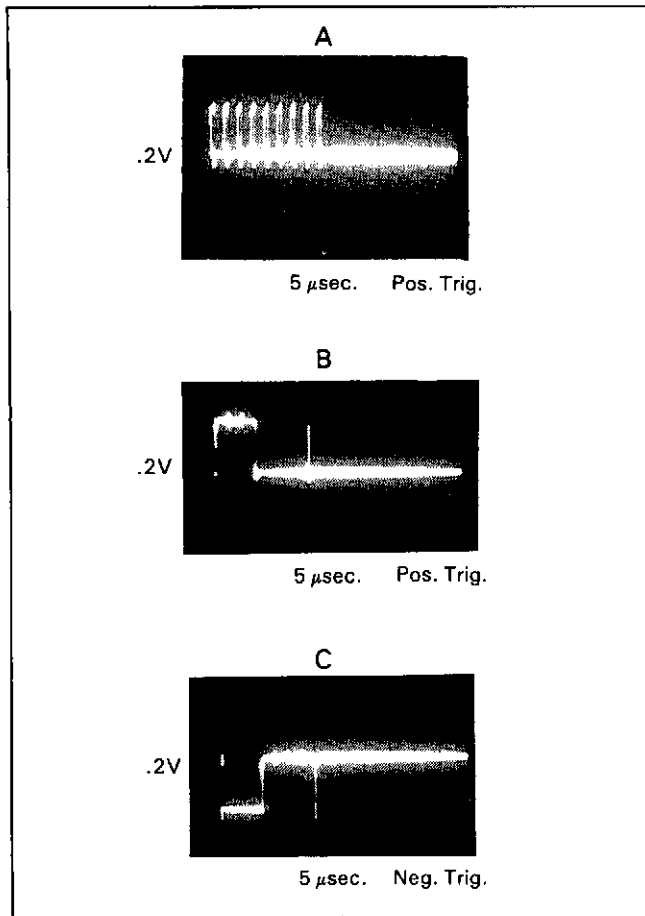 A
.2V
5 μsec. Pos. Trig.
B
.2V
5 μsec. Pos. Trig.
C
.2V
5 μsec. Neg. Trig.